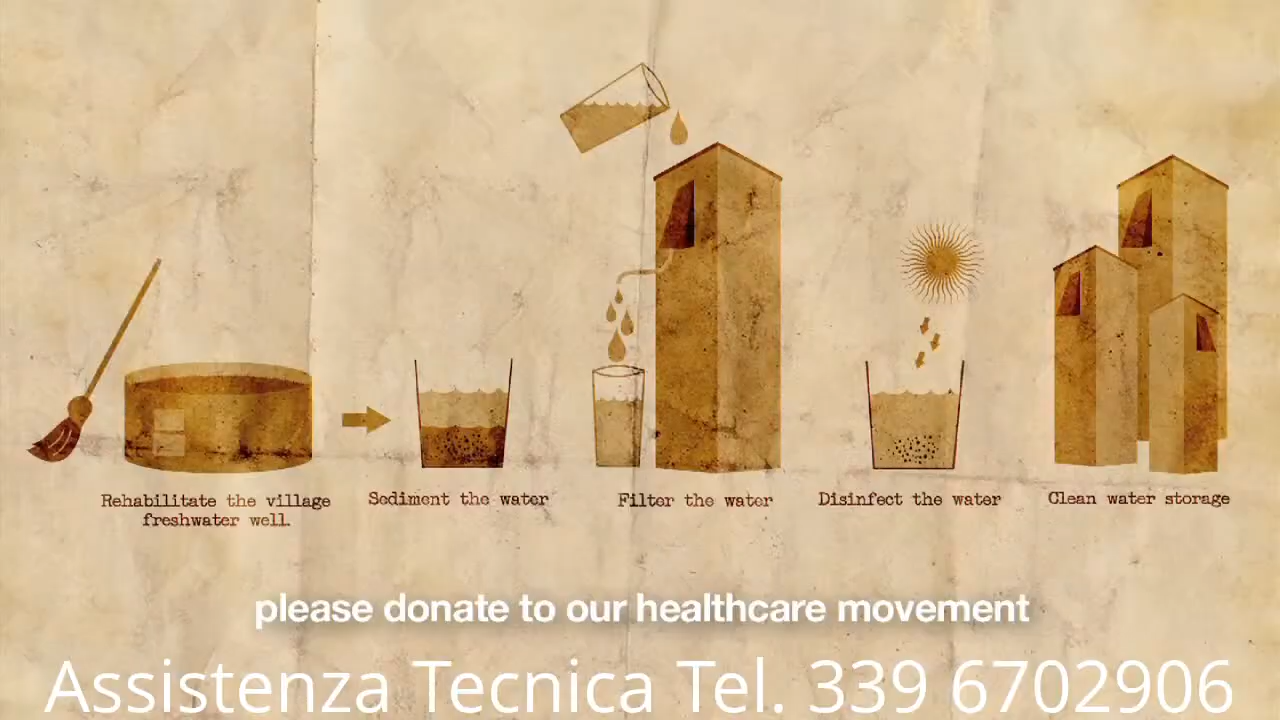 Rehabilitate the village
freshwater well.
Sediment the water
Filter the water
Disinfect the water
Clean water storage
please donate to our healthcare movement
Assistenza Tecnica Tel. 339 6702906